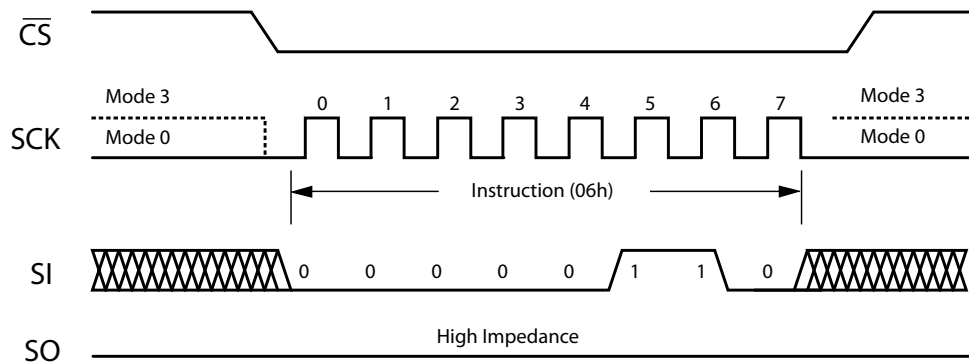 CS
0 1 2 3 4 5 6 7
Mode 3
Mode 3
SCK
Mode 0
Mode 0
Instruction (06h)
SI
0 0 0 0 0 1 1 0
High Impedance
SO